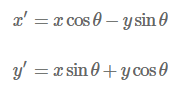 x′ = x cos θ − y sin θ
y′ = x sin θ + y cos θ